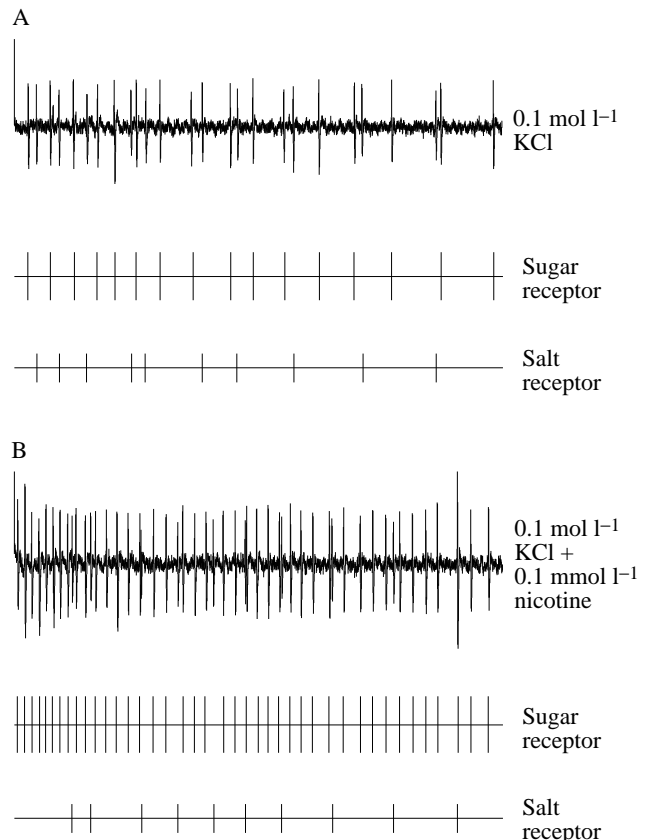 A
0.1 mol l–1
KCl
Sugar
receptor
Salt
receptor
B
0.1 mol l–1
KCl +
0.1 mmol l–1
nicotine
Sugar
receptor
Salt
receptor